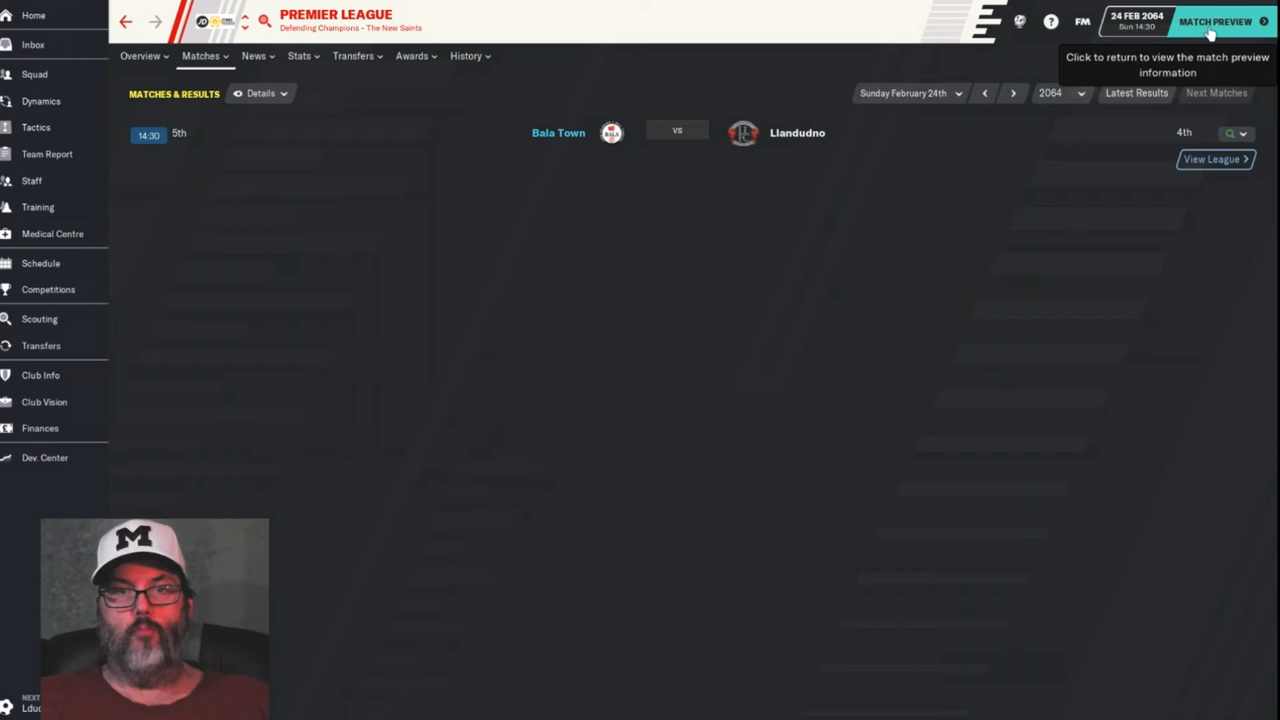 Home
Inbox
Squad
Dynamics
Tactics
Team Report
Staff
Training
Medical Centre
Schedule
Competitions
Scouting
Transfers
Club Info
Club Vision
Finances
Dev. Center
NEXT
Lduc
PREMIER LEAGUE
Defending Champions - The New Saints
FM
24 FEB 2064
Sun 14:30
MATCH PREVIEW
Click to return to view the match preview
information
Overview Matches News Stats Transfers Awards History
MATCHES & RESULTS Details Sunday February 24th 2064 Latest Results Next Matches
14:30 5th Bala Town BALA vs Llandudno 4th
View League
M